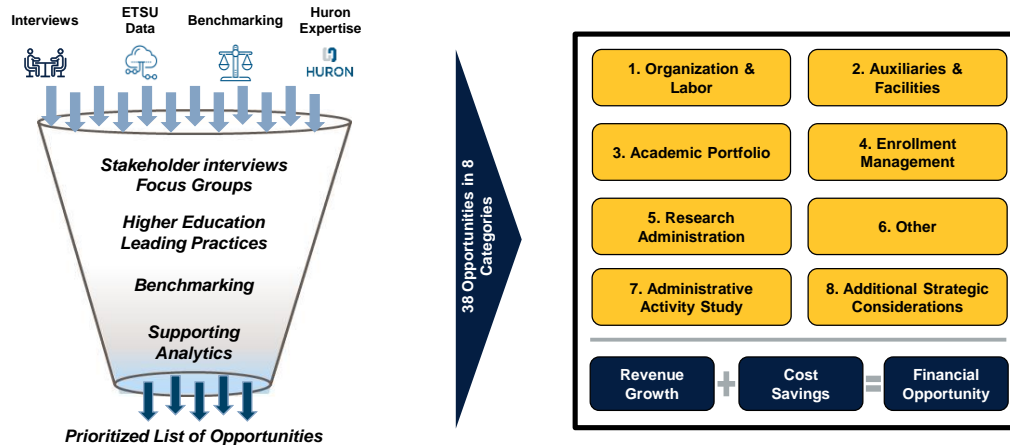 Interviews
ETSU
Data
Benchmarking
Huron
Expertise
HURON
Stakeholder interviews
Focus Groups
Higher Education
Leading Practices
Benchmarking
Supporting
Analytics
Prioritized List of Opportunities
38 Opportunities in 8
Categories
1. Organization &
Labor
2. Auxiliaries &
Facilities
3. Academic Portfolio
4. Enrollment
Management
5. Research
Administration
6. Other
7. Administrative
Activity Study
8. Additional Strategic
Considerations
Revenue
Growth
+
Cost
Savings
=
Financial
Opportunity